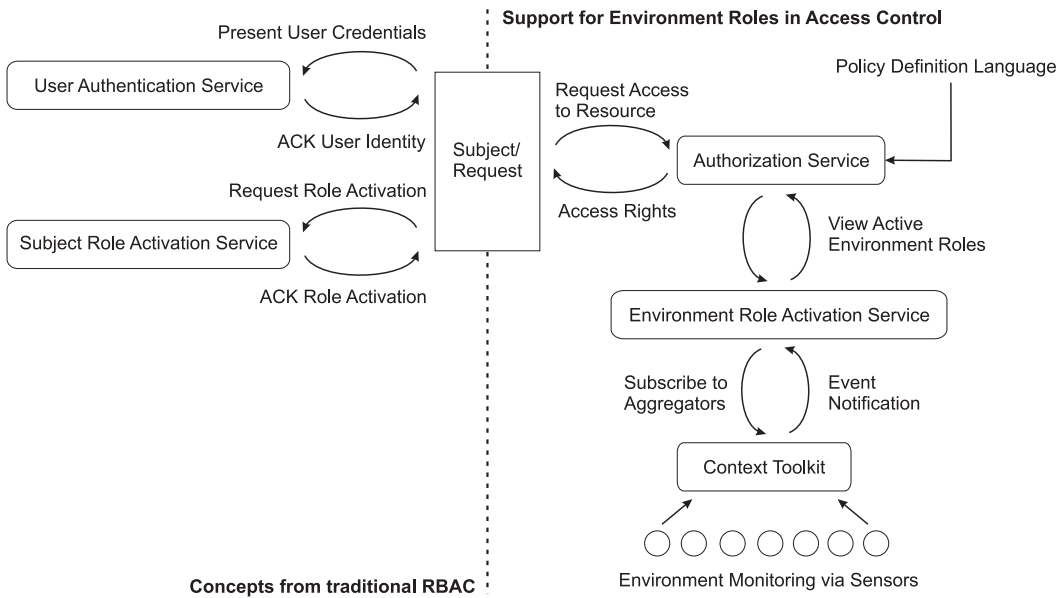 Support for Environment Roles in Access Control
Present User Credentials
User Authentication Service
ACK User Identity
Request Role Activation
Subject Role Activation Service
ACK Role Activation
Subject/
Request
Request Access
to Resource
Access Rights
Policy Definition Language
Authorization Service
View Active
Environment Roles
Environment Role Activation Service
Subscribe to
Aggregators
Event
Notification
Context Toolkit
Environment Monitoring via Sensors
Concepts from traditional RBAC